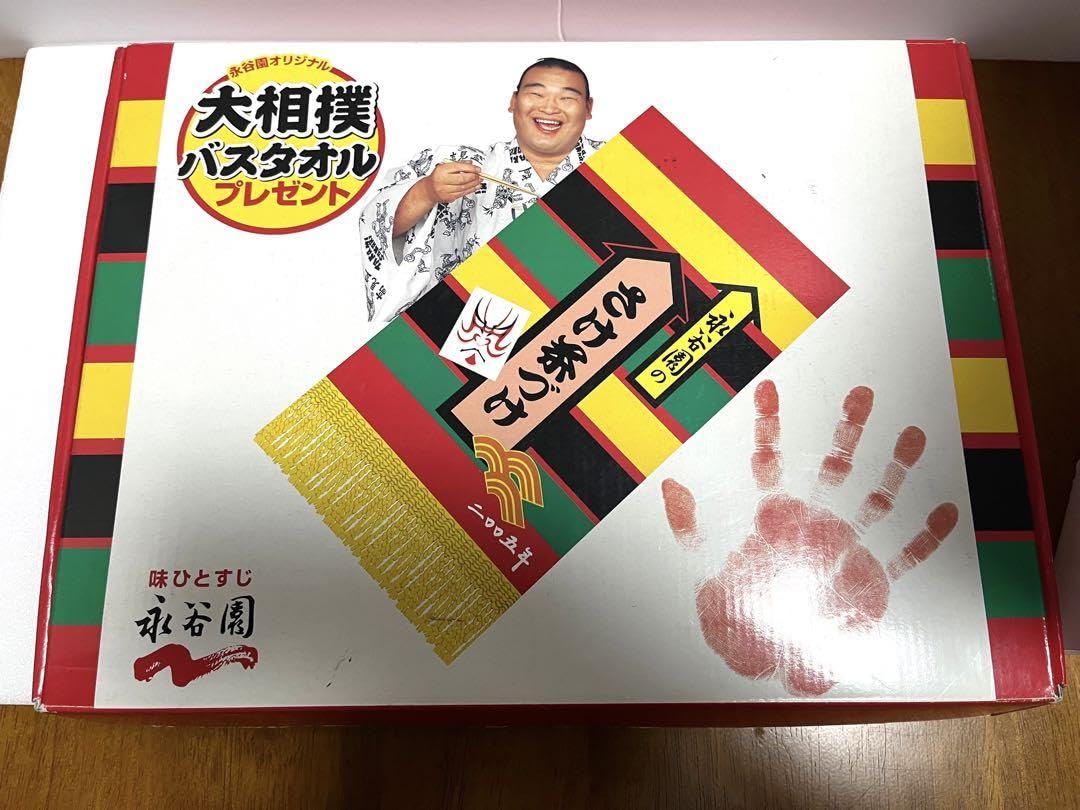 永谷園オリジナル
大相撲
バスタオル
プレゼント
永谷園の
さけ茶づけ
二〇〇五年
味ひとすじ
永谷園